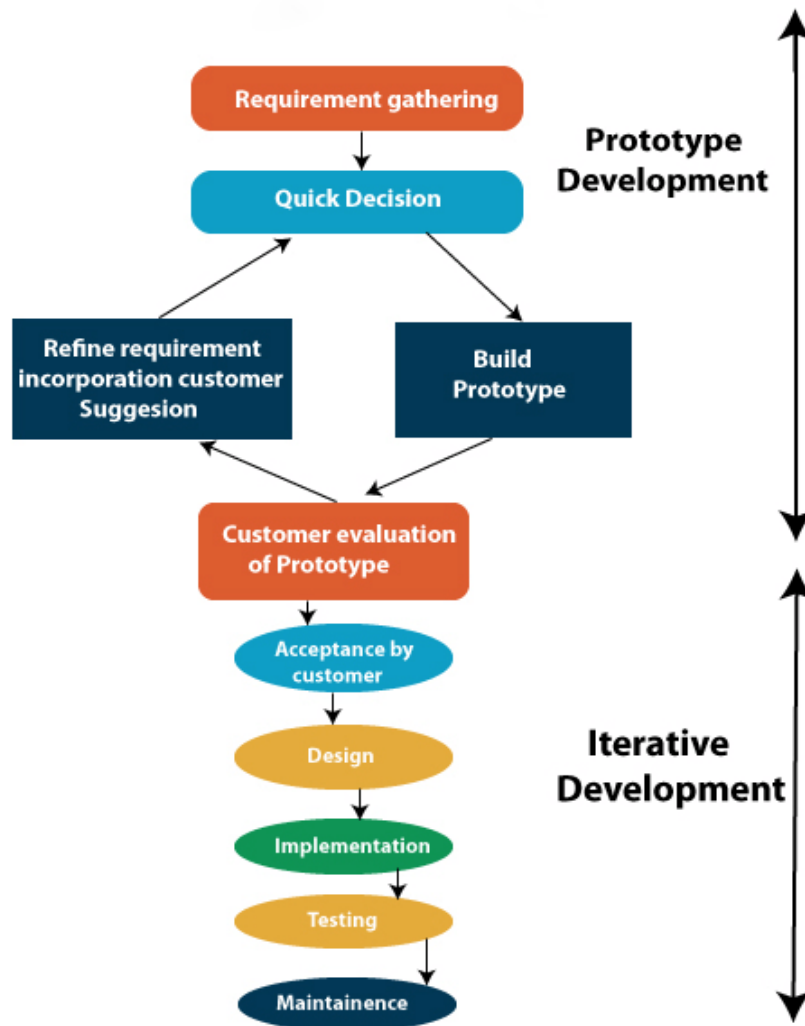 Requirement gathering
Prototype
Development
Quick Decision
Refine requirement
incorporation customer
Suggesion
Build
Prototype
Customer evaluation
of Prototype
Acceptance by
customer
Iterative
Development
Design
Implementation
Testing
Maintainence